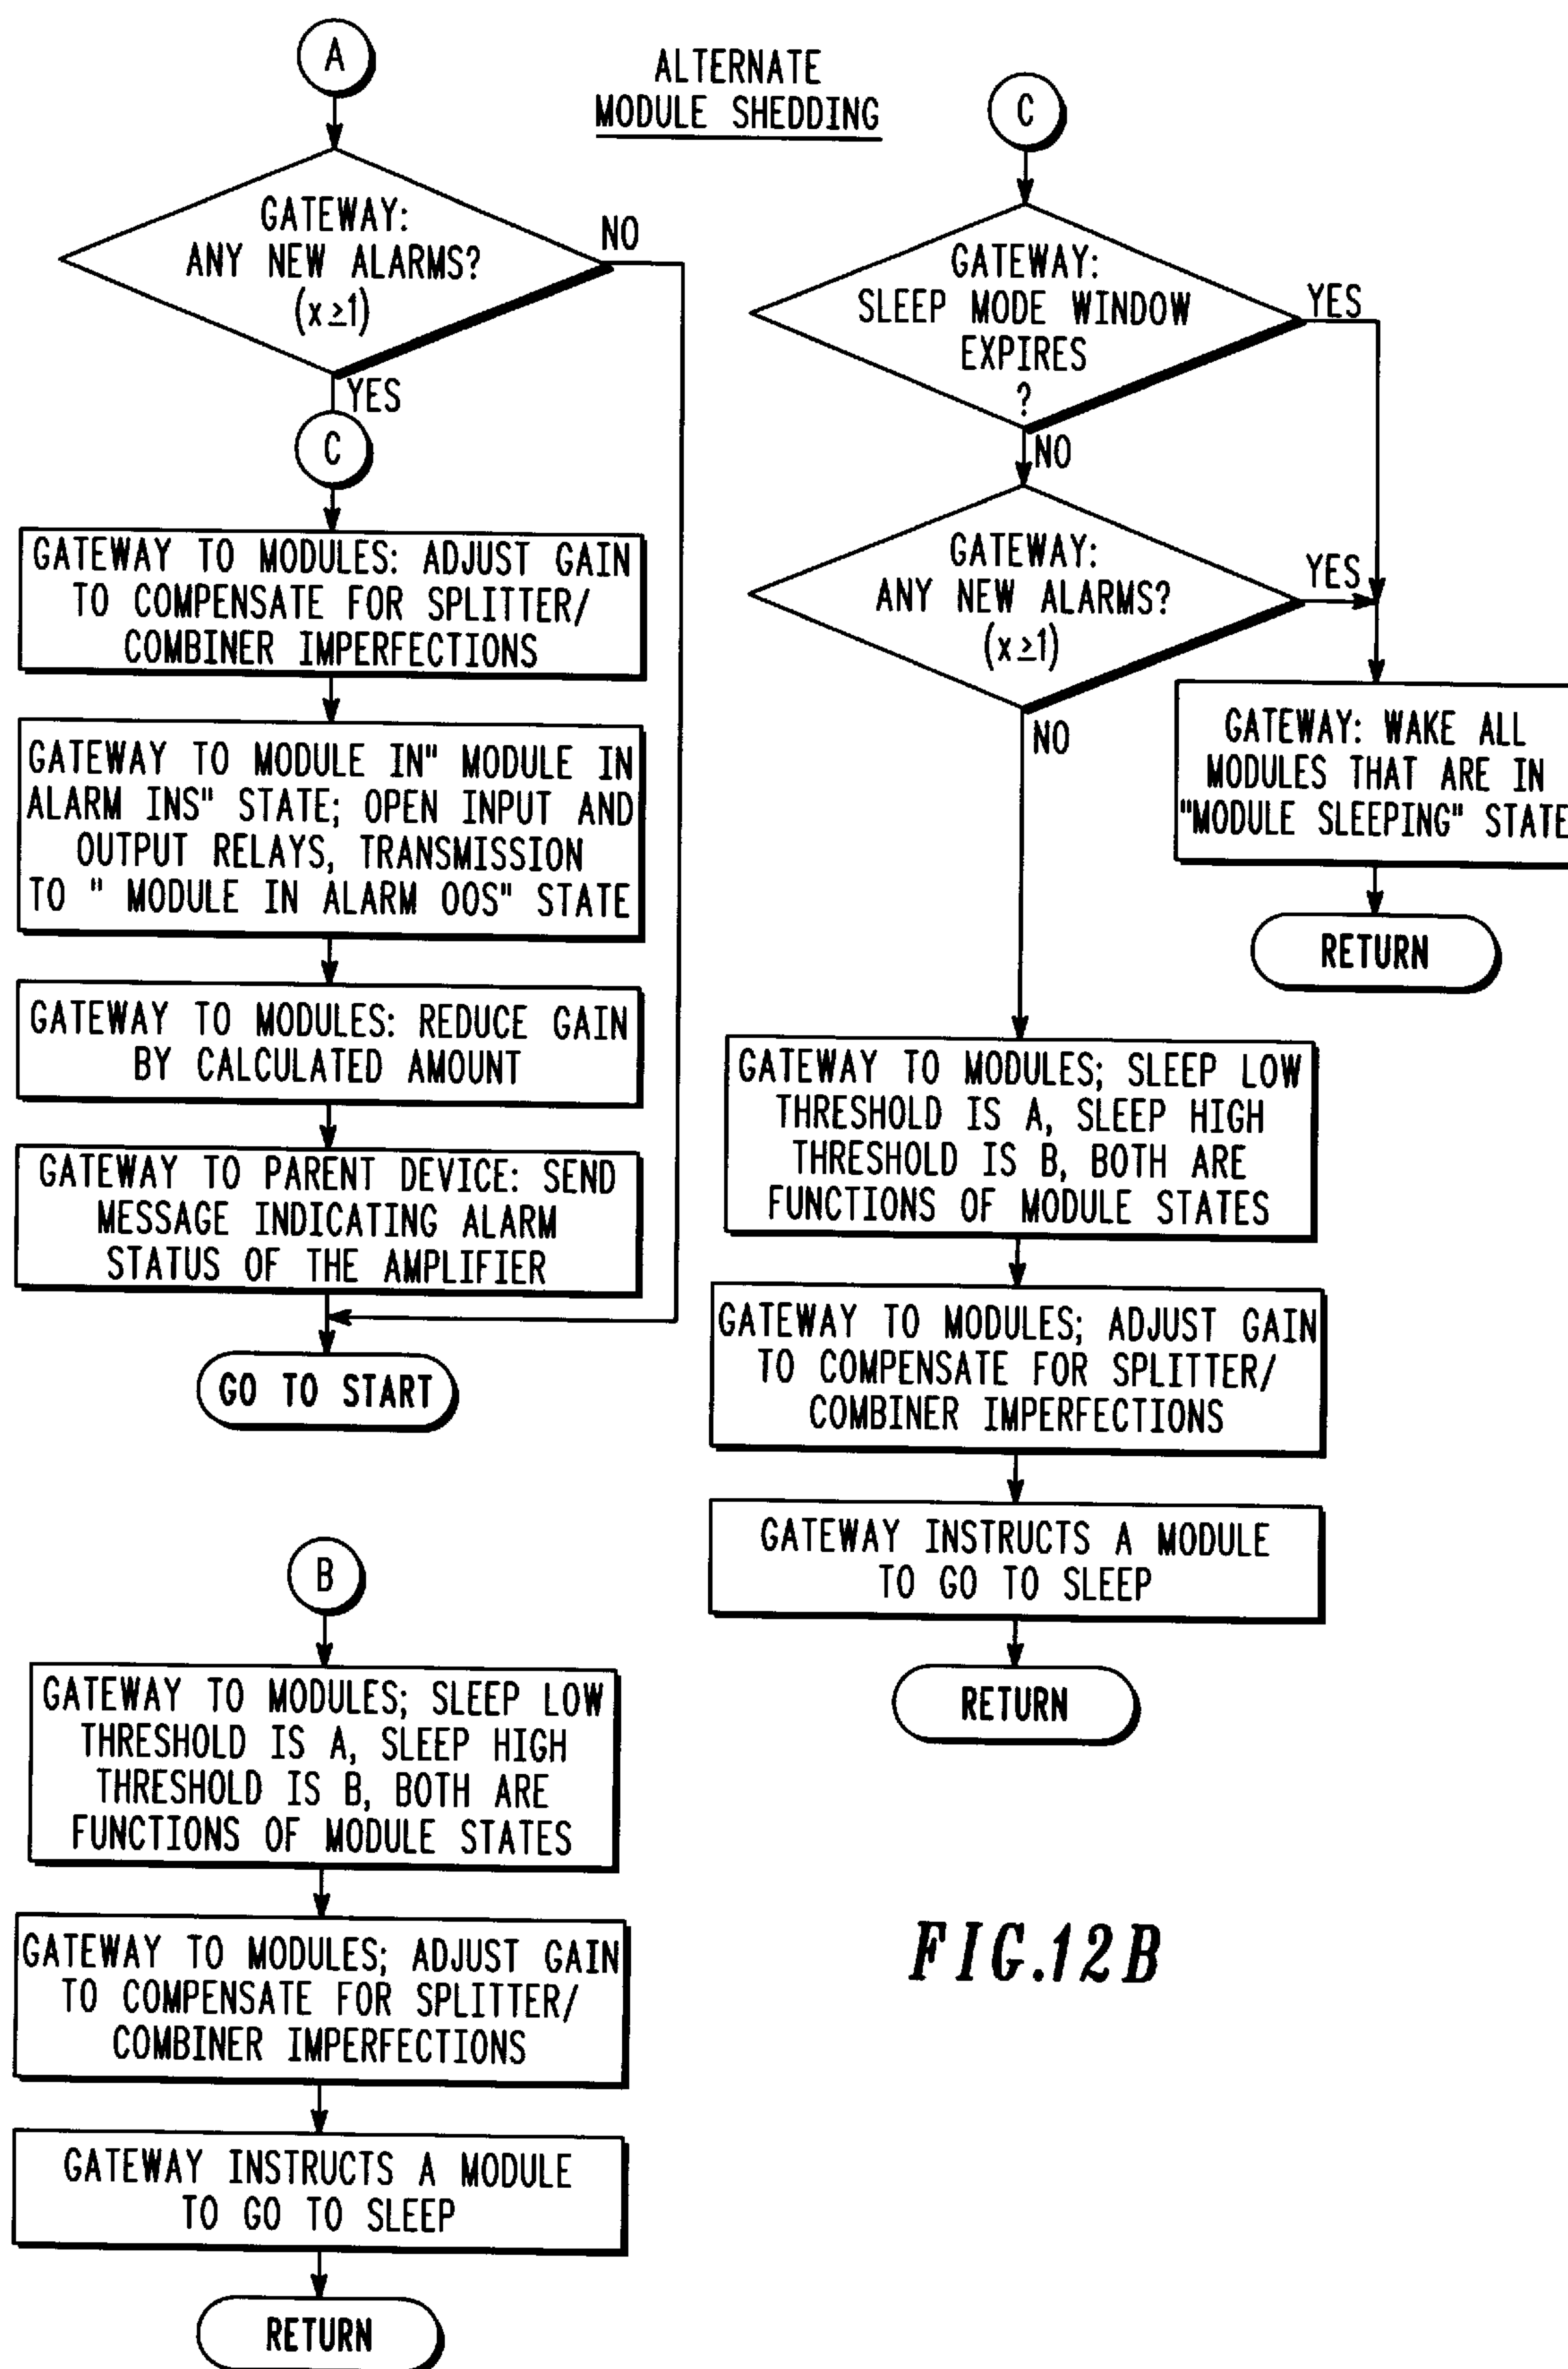 A
ALTERNATE
MODULE SHEDDING
GATEWAY:
ANY NEW ALARMS?
(x≥1)
NO
YES
C
GATEWAY TO MODULES: ADJUST GAIN
TO COMPENSATE FOR SPLITTER/
COMBINER IMPERFECTIONS
GATEWAY TO MODULE IN" MODULE IN
ALARM INS" STATE; OPEN INPUT AND
OUTPUT RELAYS, TRANSMISSION
TO " MODULE IN ALARM OOS" STATE
GATEWAY TO MODULES: REDUCE GAIN
BY CALCULATED AMOUNT
GATEWAY TO PARENT DEVICE: SEND
MESSAGE INDICATING ALARM
STATUS OF THE AMPLIFIER
GO TO START
B
GATEWAY TO MODULES; SLEEP LOW
THRESHOLD IS A, SLEEP HIGH
THRESHOLD IS B, BOTH ARE
FUNCTIONS OF MODULE STATES
GATEWAY TO MODULES; ADJUST GAIN
TO COMPENSATE FOR SPLITTER/
COMBINER IMPERFECTIONS
GATEWAY INSTRUCTS A MODULE
TO GO TO SLEEP
RETURN
C
GATEWAY:
SLEEP MODE WINDOW
EXPIRES
?
YES
NO
GATEWAY:
ANY NEW ALARMS?
(x≥1)
YES
NO
GATEWAY: WAKE ALL
MODULES THAT ARE IN
"MODULE SLEEPING" STATE
RETURN
GATEWAY TO MODULES; SLEEP LOW
THRESHOLD IS A, SLEEP HIGH
THRESHOLD IS B, BOTH ARE
FUNCTIONS OF MODULE STATES
GATEWAY TO MODULES; ADJUST GAIN
TO COMPENSATE FOR SPLITTER/
COMBINER IMPERFECTIONS
GATEWAY INSTRUCTS A MODULE
TO GO TO SLEEP
RETURN
FIG.12B